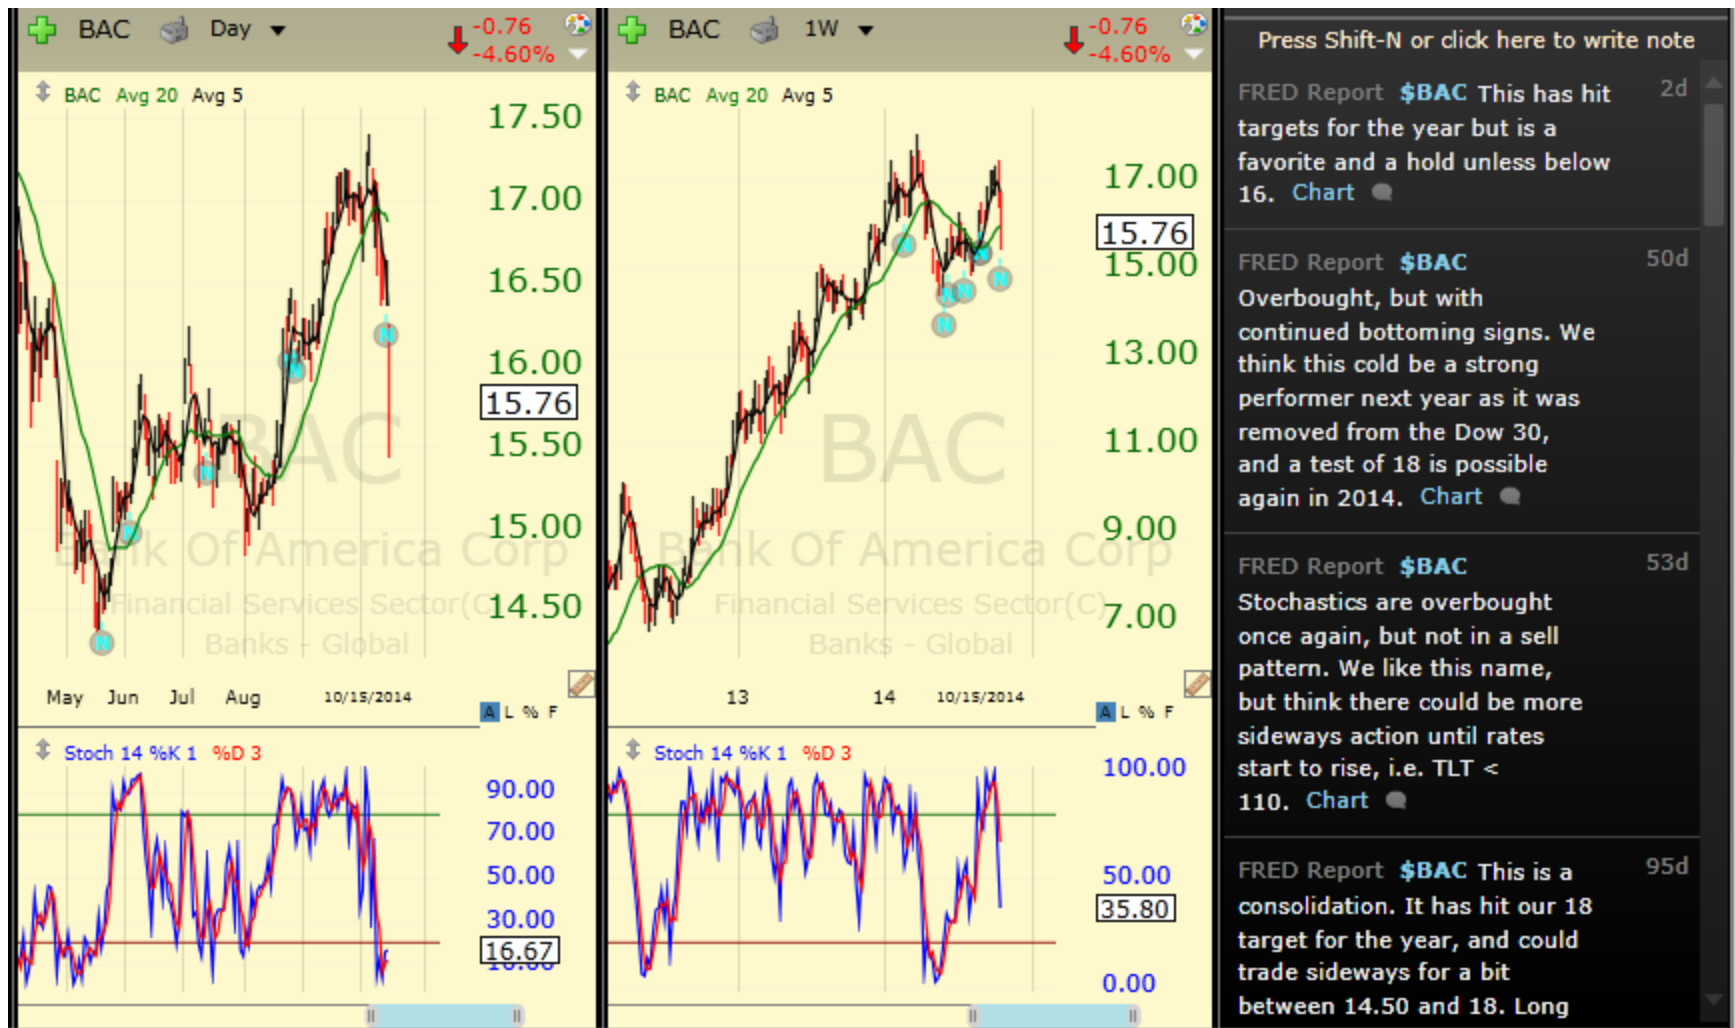 BAC Day -0.76
-4.60%
BAC Avg 20 Avg 5
17.50
17.00
16.50
16.00
15.76
15.50
15.00
14.50
BAC
Bank Of America Corp
Financial Services Sector(C)
Banks - Global
May Jun Jul Aug 10/15/2014
A L % F
Stoch 14 %K 1 %D 3
90.00
70.00
50.00
30.00
16.67
10.00
N
N
N
N
N
N
BAC 1W -0.76
-4.60%
BAC Avg 20 Avg 5
17.00
15.76
15.00
13.00
11.00
9.00
7.00
BAC
Bank Of America Corp
Financial Services Sector(C)
Banks - Global
13 14 10/15/2014
A L % F
Stoch 14 %K 1 %D 3
100.00
50.00
35.80
0.00
N
N
N
N
N
N
Press Shift-N or click here to write note
FRED Report $BAC This has hit 2d
targets for the year but is a
favorite and a hold unless below
16. Chart
FRED Report $BAC 50d
Overbought, but with
continued bottoming signs. We
think this cold be a strong
performer next year as it was
removed from the Dow 30,
and a test of 18 is possible
again in 2014. Chart
FRED Report $BAC 53d
Stochastics are overbought
once again, but not in a sell
pattern. We like this name,
but think there could be more
sideways action until rates
start to rise, i.e. TLT <
110. Chart
FRED Report $BAC This is a 95d
consolidation. It has hit our 18
target for the year, and could
trade sideways for a bit
between 14.50 and 18. Long